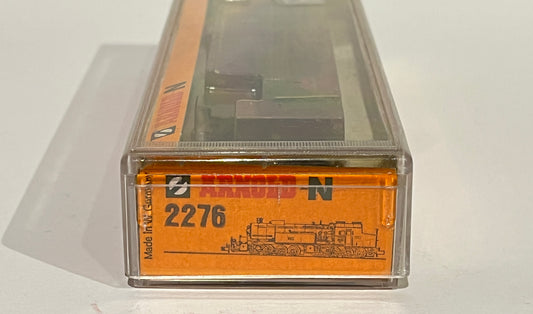 ARNOLD-N
ARNOLD-N
2276
Made in W. Germany